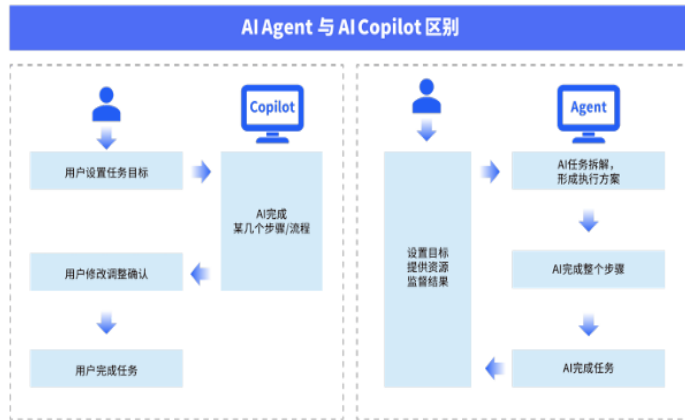 AI Agent 与 AI Copilot 区别
Copilot
用户设置任务目标
AI完成
某几个步骤/流程
用户修改调整确认
用户完成任务
Agent
设置目标
提供资源
监督结果
AI任务拆解，
形成执行方案
AI完成整个步骤
AI完成任务